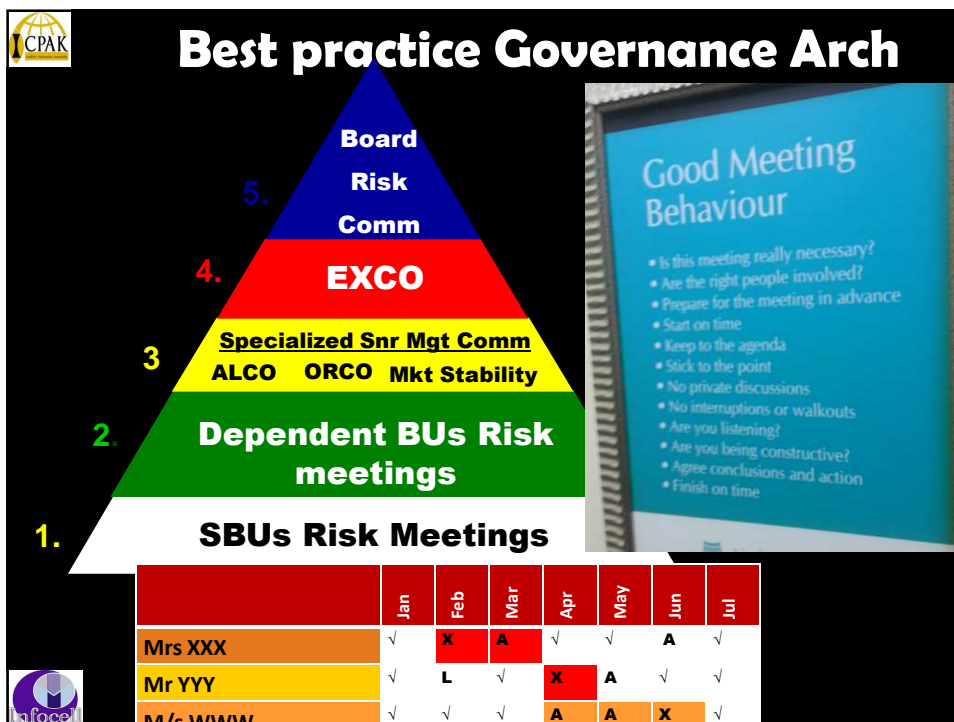 ICPAK
Best practice Governance Arch
Board
Risk
Comm
5.
EXCO
4.
Specialized Snr Mgt Comm
ALCO ORCO Mkt Stability
3
Dependent BUs Risk
meetings
2.
SBUs Risk Meetings
1.
Good Meeting
Behaviour
• Is this meeting really necessary?
• Are the right people involved?
• Prepare for the meeting in advance
• Start on time
• Keep to the agenda
• Stick to the point
• No private discussions
• No interruptions or walkouts
• Are you listening?
• Are you being constructive?
• Agree conclusions and action
• Finish on time
Jan Feb Mar Apr May Jun Jul
Mrs XXX √ X A √ √ A √
Mr YYY √ L √ X A √ √
M/s WWW √ √ √ A A X √
Infocell